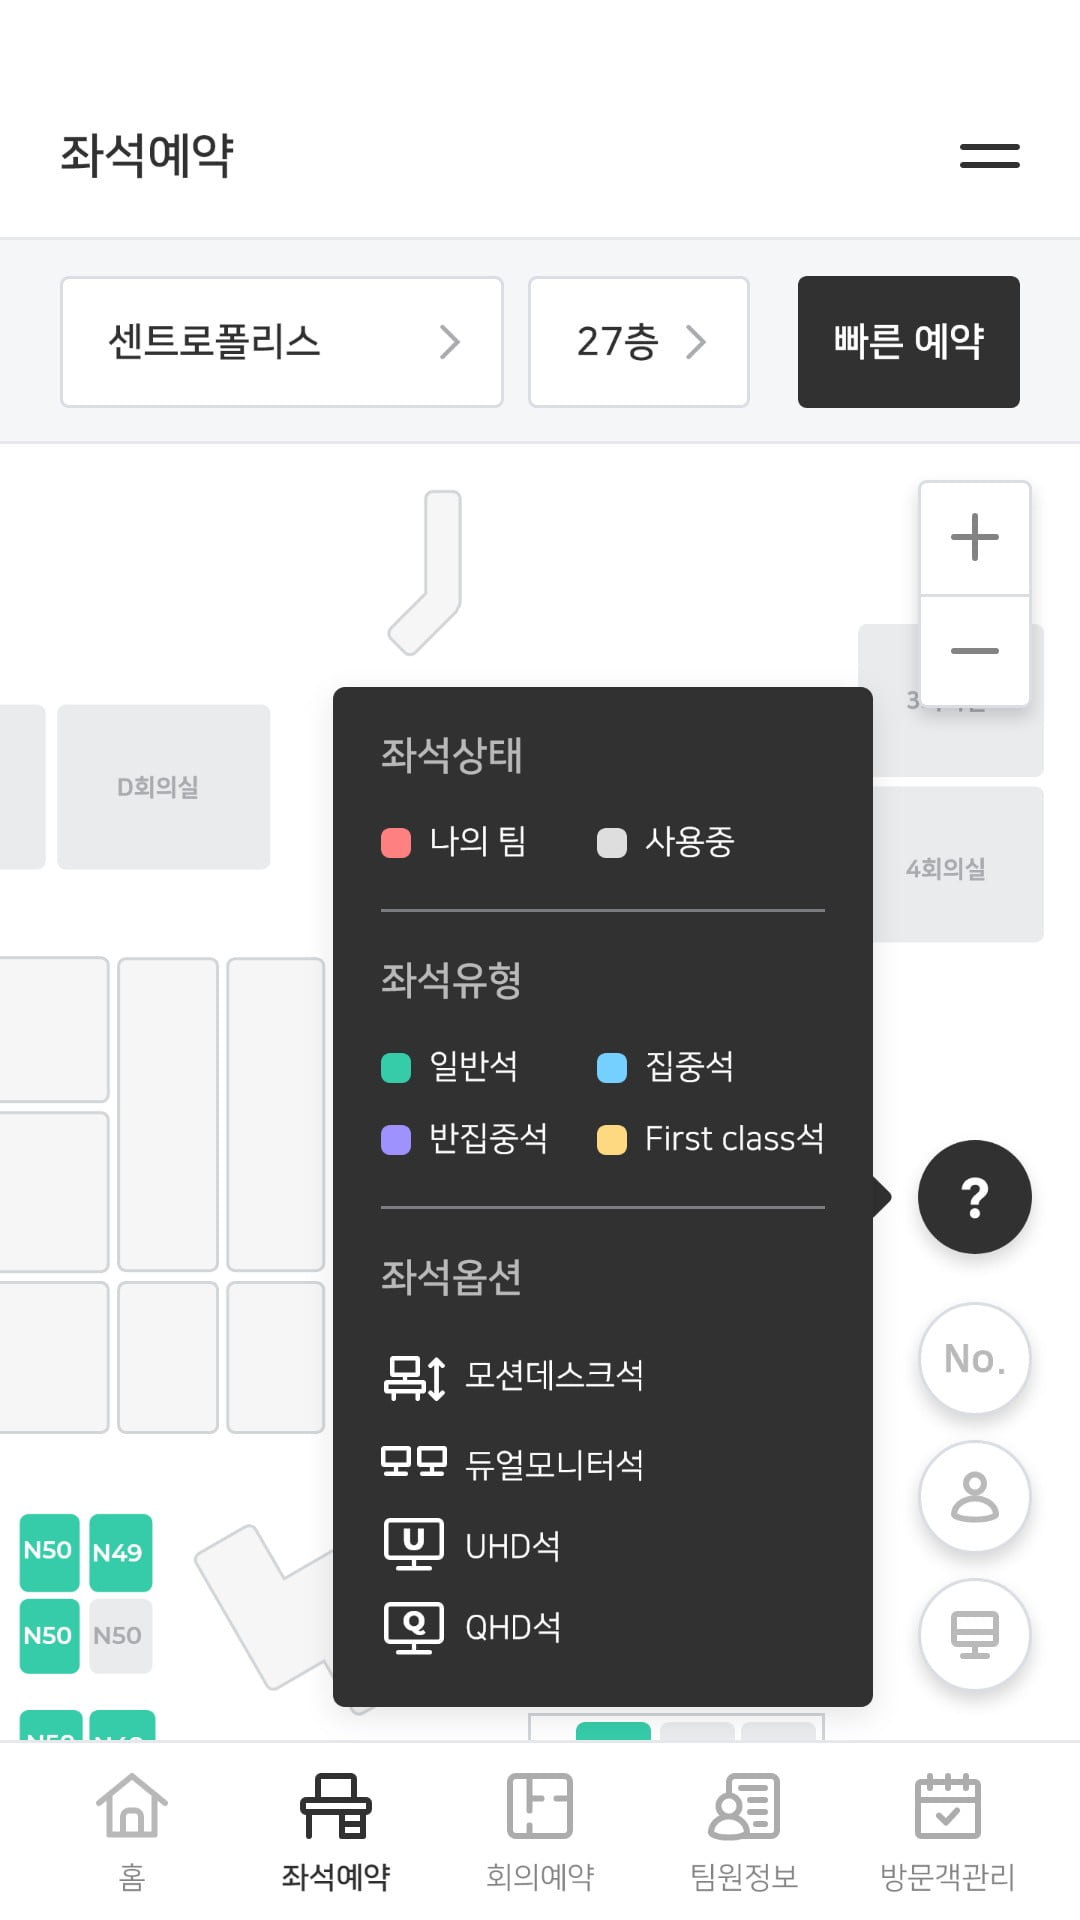 좌석예약
센트로폴리스
27층
빠른 예약
D회의실
4회의실
좌석상태
나의 팀
사용중
좌석유형
일반석
집중석
반집중석
First class석
좌석옵션
모션데스크석
듀얼모니터석
U
UHD석
Q
QHD석
?
No.
N50
N49
N50
N50
홈
좌석예약
회의예약
팀원정보
방문객관리